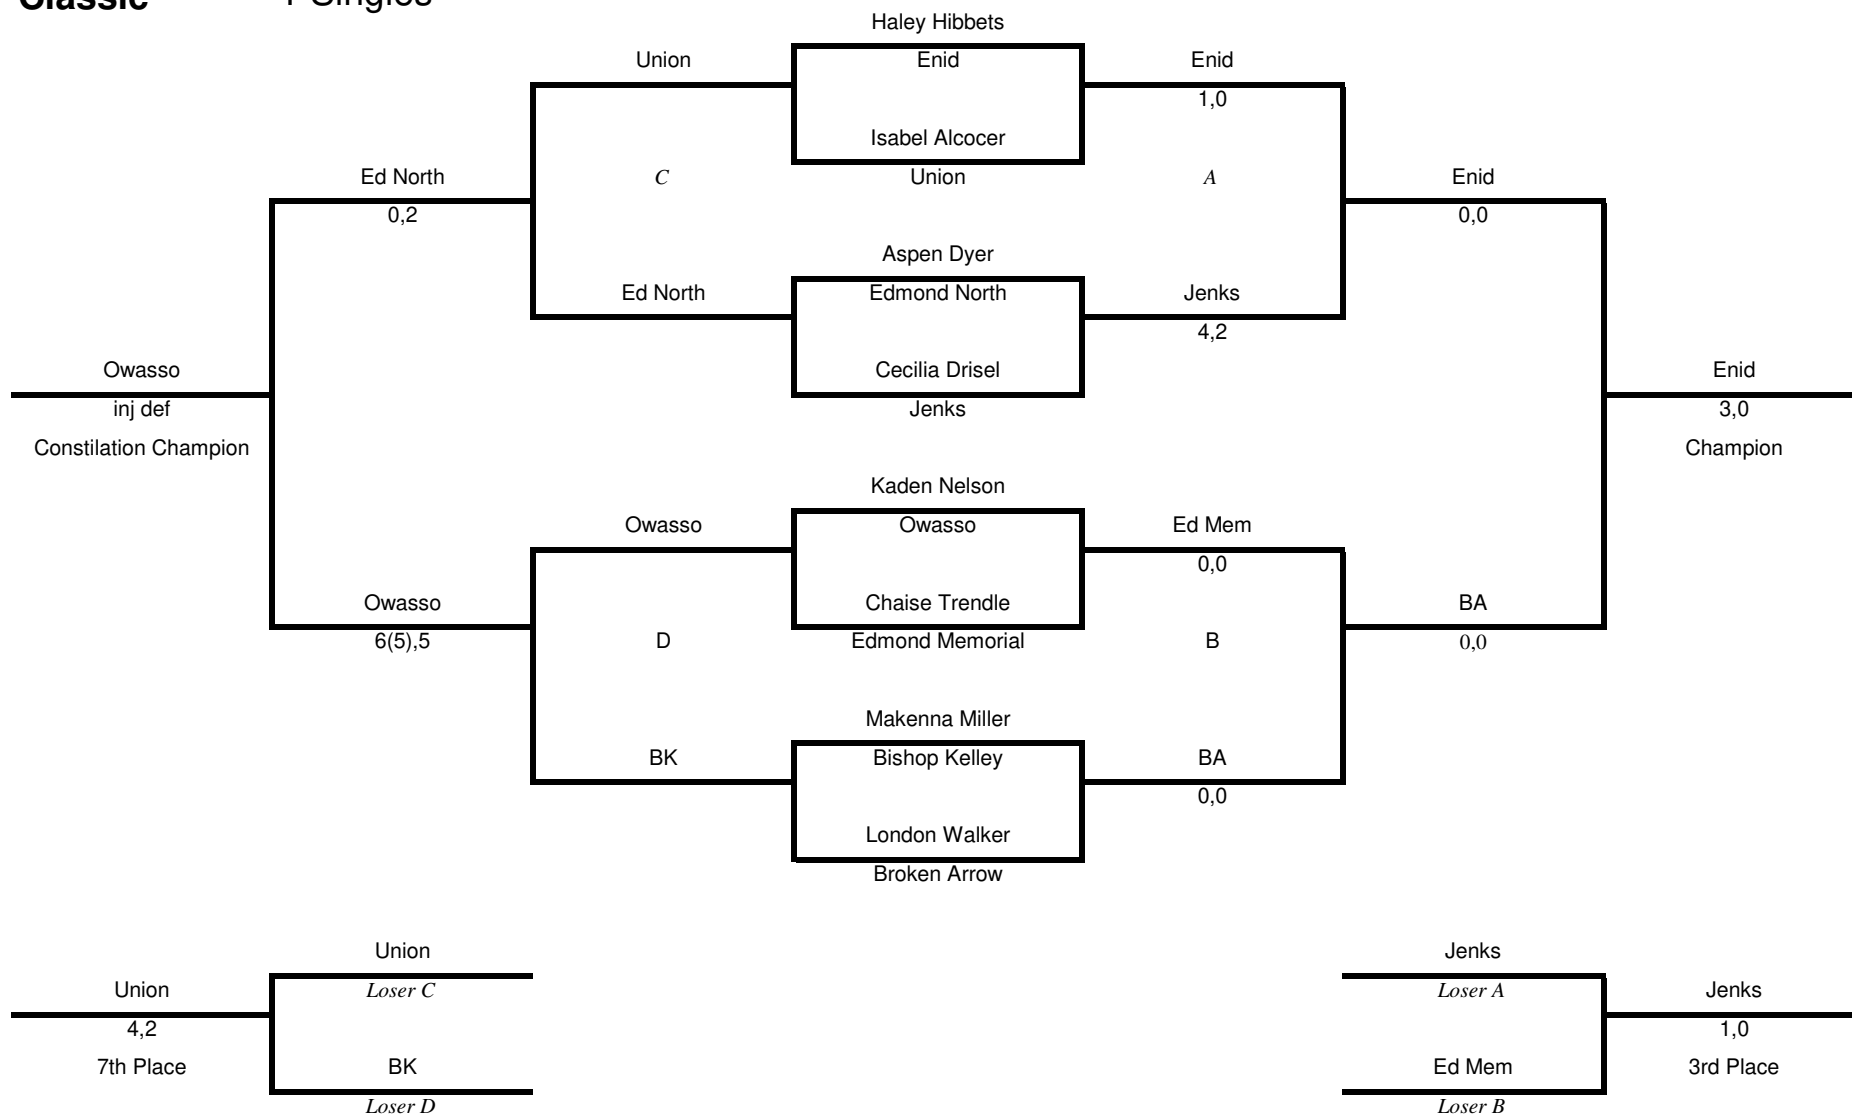 Classic 1 Singles
Haley Hibbets
Union Enid Enid
1,0
Isabel Alcocer
Ed North C Union A Enid
0,2 0,0
Aspen Dyer
Ed North Edmond North Jenks
4,2
Owasso Cecilia Drisel Enid
inj def Jenks 3,0
Constilation Champion Champion
Kaden Nelson
Owasso Owasso Ed Mem
0,0
Owasso Chaise Trendle BA
6(5),5 D Edmond Memorial B 0,0
Makenna Miller
BK Bishop Kelley BA
0,0
London Walker
Broken Arrow
Union Jenks
Union Loser C Loser A Jenks
4,2 1,0
7th Place BK Ed Mem 3rd Place
Loser D Loser B